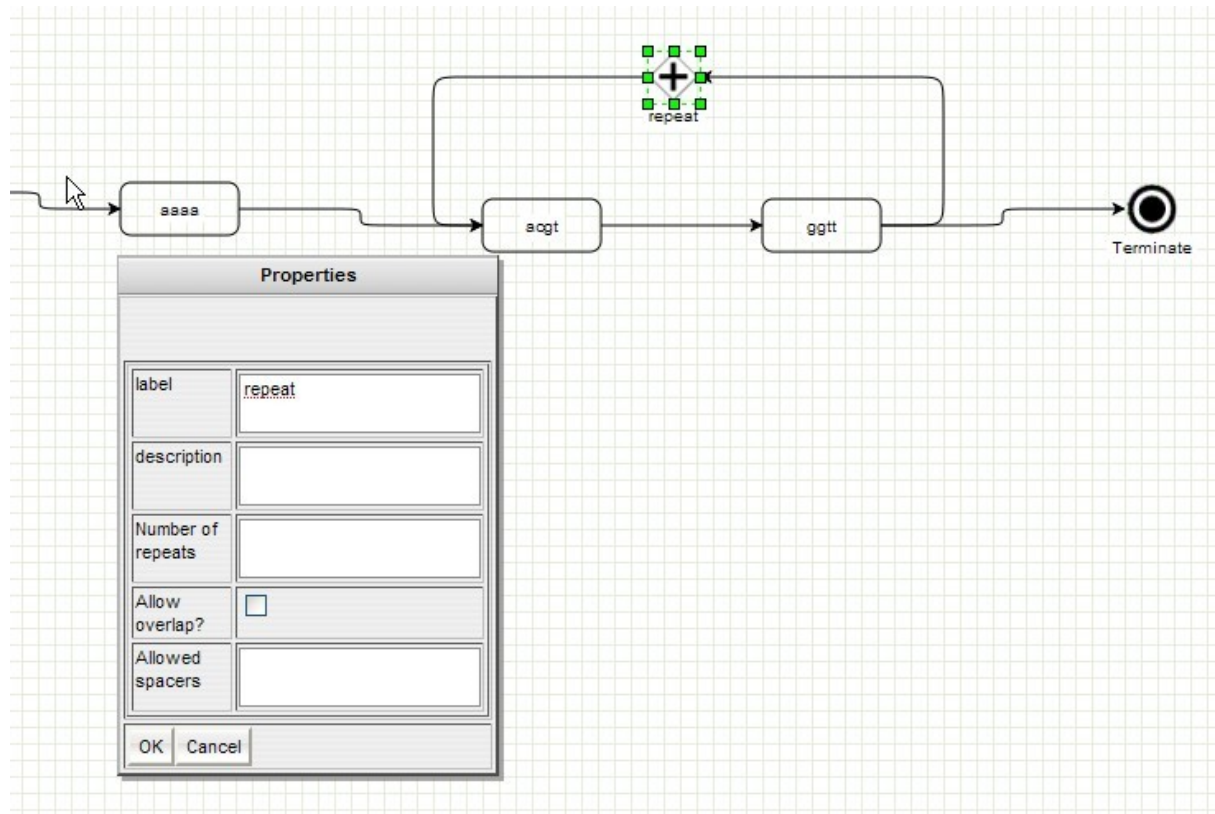 repeat
aaaa
acgt
ggtt
Terminate
Properties
label
repeat
description
Number of
repeats
Allow
overlap?
Allowed
spacers
OK
Cancel